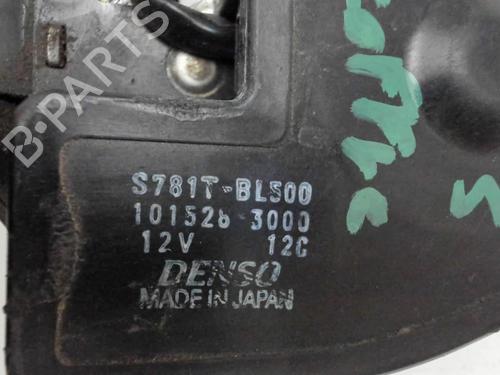 B-PARTS
S781T-BL500
101526 3000
12V 12C
DENSO
MADE IN JAPAN
S